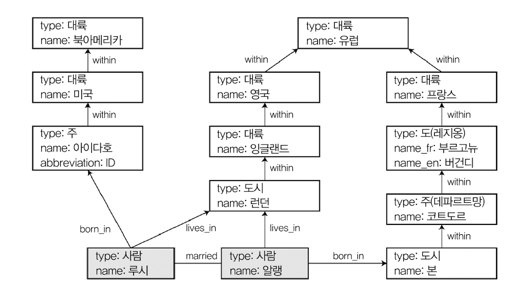 type: 대륙
name: 북아메리카
type: 대륙
name: 유럽
within
within
within
type: 대륙
name: 미국
type: 대륙
name: 영국
type: 대륙
name: 프랑스
within
within
within
type: 주
name: 아이다호
abbreviation: ID
type: 대륙
name: 잉글랜드
type: 도(레지옹)
name_fr: 부르고뉴
name_en: 버건디
within
within
type: 도시
name: 런던
type: 주(데파르트망)
name: 코트도르
born_in
lives_in
lives_in
within
type: 사람
name: 루시
married
type: 사람
name: 알랭
born_in
type: 도시
name: 본